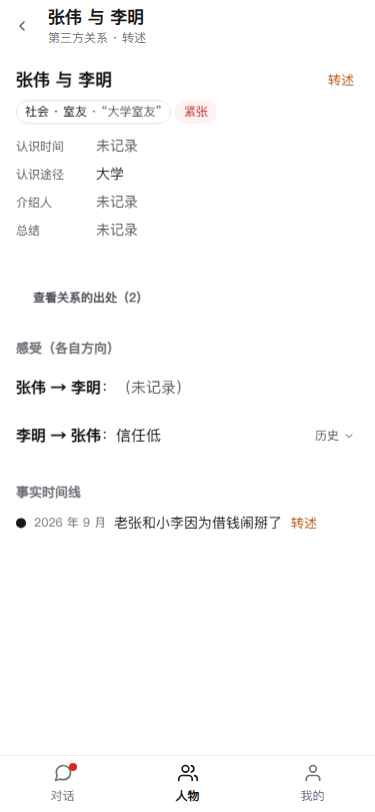 张伟 与 李明
第三方关系 · 转述
张伟 与 李明 转述
社会 · 室友 · “大学室友” 紧张
认识时间 未记录
认识途径 大学
介绍人 未记录
总结 未记录
查看关系的出处（2）
感受（各自方向）
张伟 → 李明：（未记录）
李明 → 张伟：信任低 历史
事实时间线
2026 年 9 月 老张和小李因为借钱闹掰了 转述
对话 人物 我的